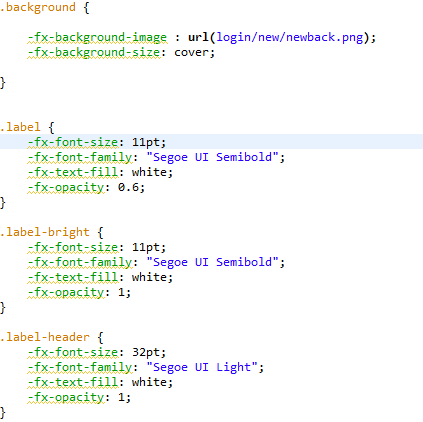 .background {
-fx-background-image : url(login/new/newback.png);
-fx-background-size: cover;
}
.label {
-fx-font-size: 11pt;
-fx-font-family: "Segoe UI Semibold";
-fx-text-fill: white;
-fx-opacity: 0.6;
}
.label-bright {
-fx-font-size: 11pt;
-fx-font-family: "Segoe UI Semibold";
-fx-text-fill: white;
-fx-opacity: 1;
}
.label-header {
-fx-font-size: 32pt;
-fx-font-family: "Segoe UI Light";
-fx-text-fill: white;
-fx-opacity: 1;
}